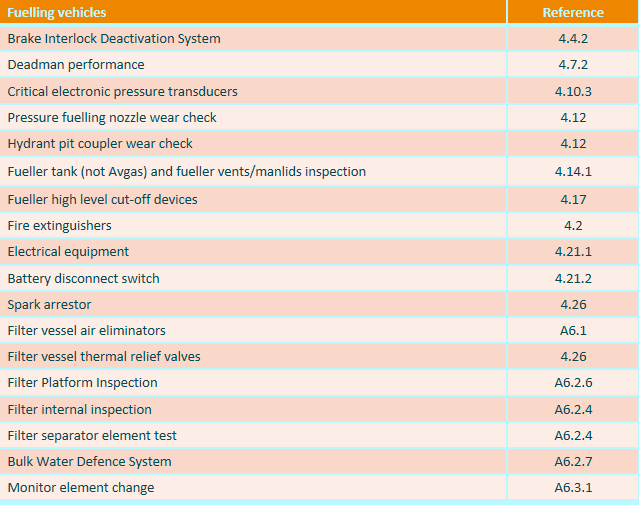 Fuelling vehicles Reference
Brake Interlock Deactivation System 4.4.2
Deadman performance 4.7.2
Critical electronic pressure transducers 4.10.3
Pressure fuelling nozzle wear check 4.12
Hydrant pit coupler wear check 4.12
Fueller tank (not Avgas) and fueller vents/manlids inspection 4.14.1
Fueller high level cut-off devices 4.17
Fire extinguishers 4.2
Electrical equipment 4.21.1
Battery disconnect switch 4.21.2
Spark arrestor 4.26
Filter vessel air eliminators A6.1
Filter vessel thermal relief valves 4.26
Filter Platform Inspection A6.2.6
Filter internal inspection A6.2.4
Filter separator element test A6.2.4
Bulk Water Defence System A6.2.7
Monitor element change A6.3.1